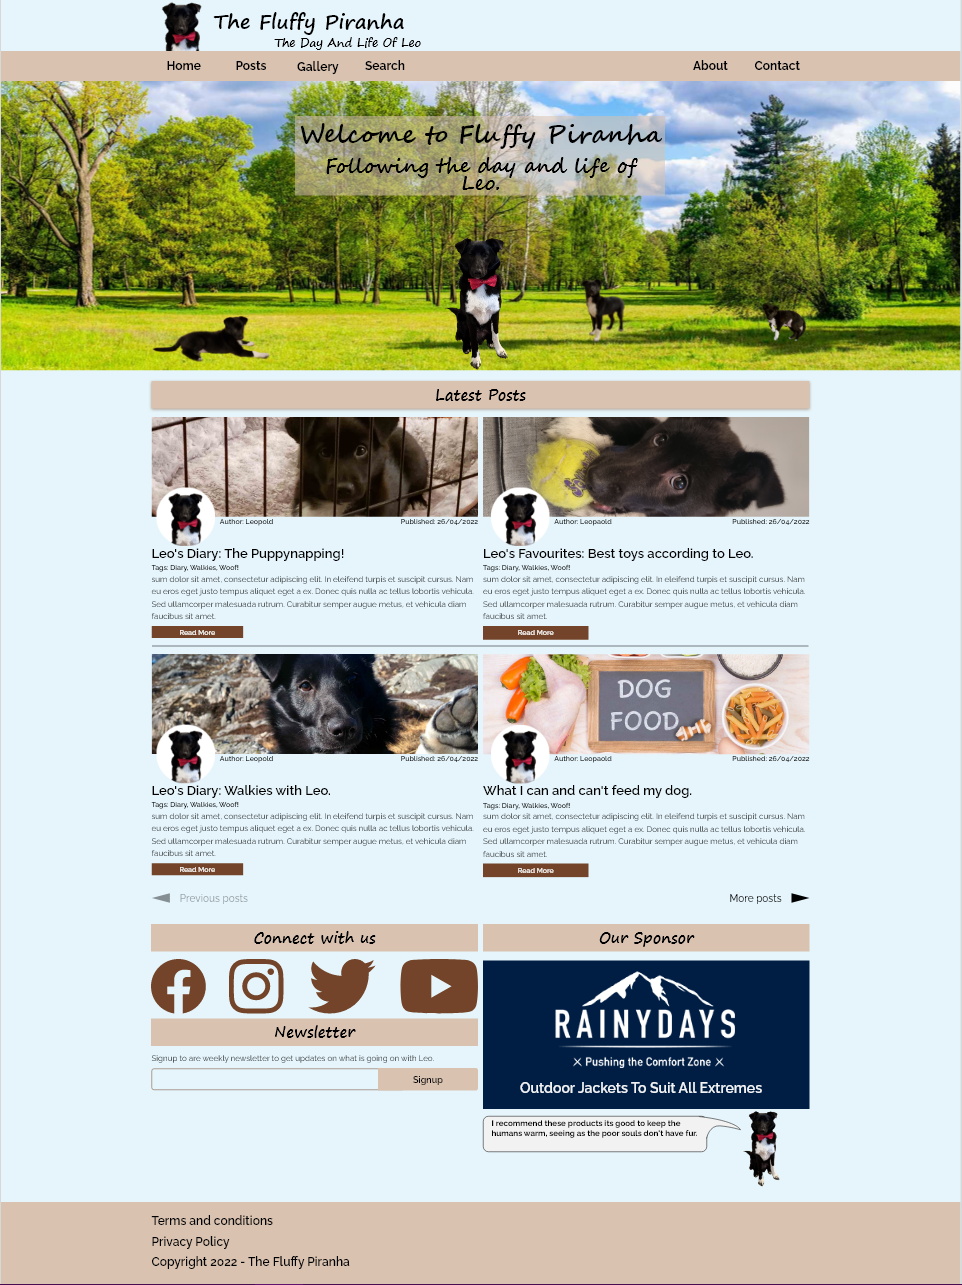 The Fluffy Piranha
The Day And Life Of Leo
Home Posts Gallery Search About Contact
Welcome to Fluffy Piranha
Following the day and life of
Leo.
Latest Posts
Author: Leopold Published: 26/04/2022
Leo's Diary: The Puppynapping!
Tags: Diary, Walkies, Woof!
sum dolor sit amet, consectetur adipiscing elit. In eleifend turpis et suscipit cursus. Nam
eu eros eget justo tempus aliquet eget a ex. Donec quis nulla ac tellus lobortis vehicula.
Sed ullamcorper malesuada rutrum. Curabitur semper augue metus, et vehicula diam
faucibus sit amet.
Read More
Author: Leopaold Published: 26/04/2022
Leo's Favourites: Best toys according to Leo.
Tags: Diary, Walkies, Woof!
sum dolor sit amet, consectetur adipiscing elit. In eleifend turpis et suscipit cursus. Nam
eu eros eget justo tempus aliquet eget a ex. Donec quis nulla ac tellus lobortis vehicula.
Sed ullamcorper malesuada rutrum. Curabitur semper augue metus, et vehicula diam
faucibus sit amet.
Read More
Author: Leopold Published: 26/04/2022
Leo's Diary: Walkies with Leo.
Tags: Diary, Walkies, Woof!
sum dolor sit amet, consectetur adipiscing elit. In eleifend turpis et suscipit cursus. Nam
eu eros eget justo tempus aliquet eget a ex. Donec quis nulla ac tellus lobortis vehicula.
Sed ullamcorper malesuada rutrum. Curabitur semper augue metus, et vehicula diam
faucibus sit amet.
Read More
DOG
FOOD
Author: Leopaold Published: 26/04/2022
What I can and can't feed my dog.
Tags: Diary, Walkies, Woof!
sum dolor sit amet, consectetur adipiscing elit. In eleifend turpis et suscipit cursus. Nam
eu eros eget justo tempus aliquet eget a ex. Donec quis nulla ac tellus lobortis vehicula.
Sed ullamcorper malesuada rutrum. Curabitur semper augue metus, et vehicula diam
faucibus sit amet.
Read More
Previous posts More posts
Connect with us
Newsletter
Signup to are weekly newsletter to get updates on what is going on with Leo.
Signup
Our Sponsor
RAINYDAYS
× Pushing the Comfort Zone ×
Outdoor Jackets To Suit All Extremes
I recommend these products its good to keep the
humans warm, seeing as the poor souls don't have fur.
Terms and conditions
Privacy Policy
Copyright 2022 - The Fluffy Piranha